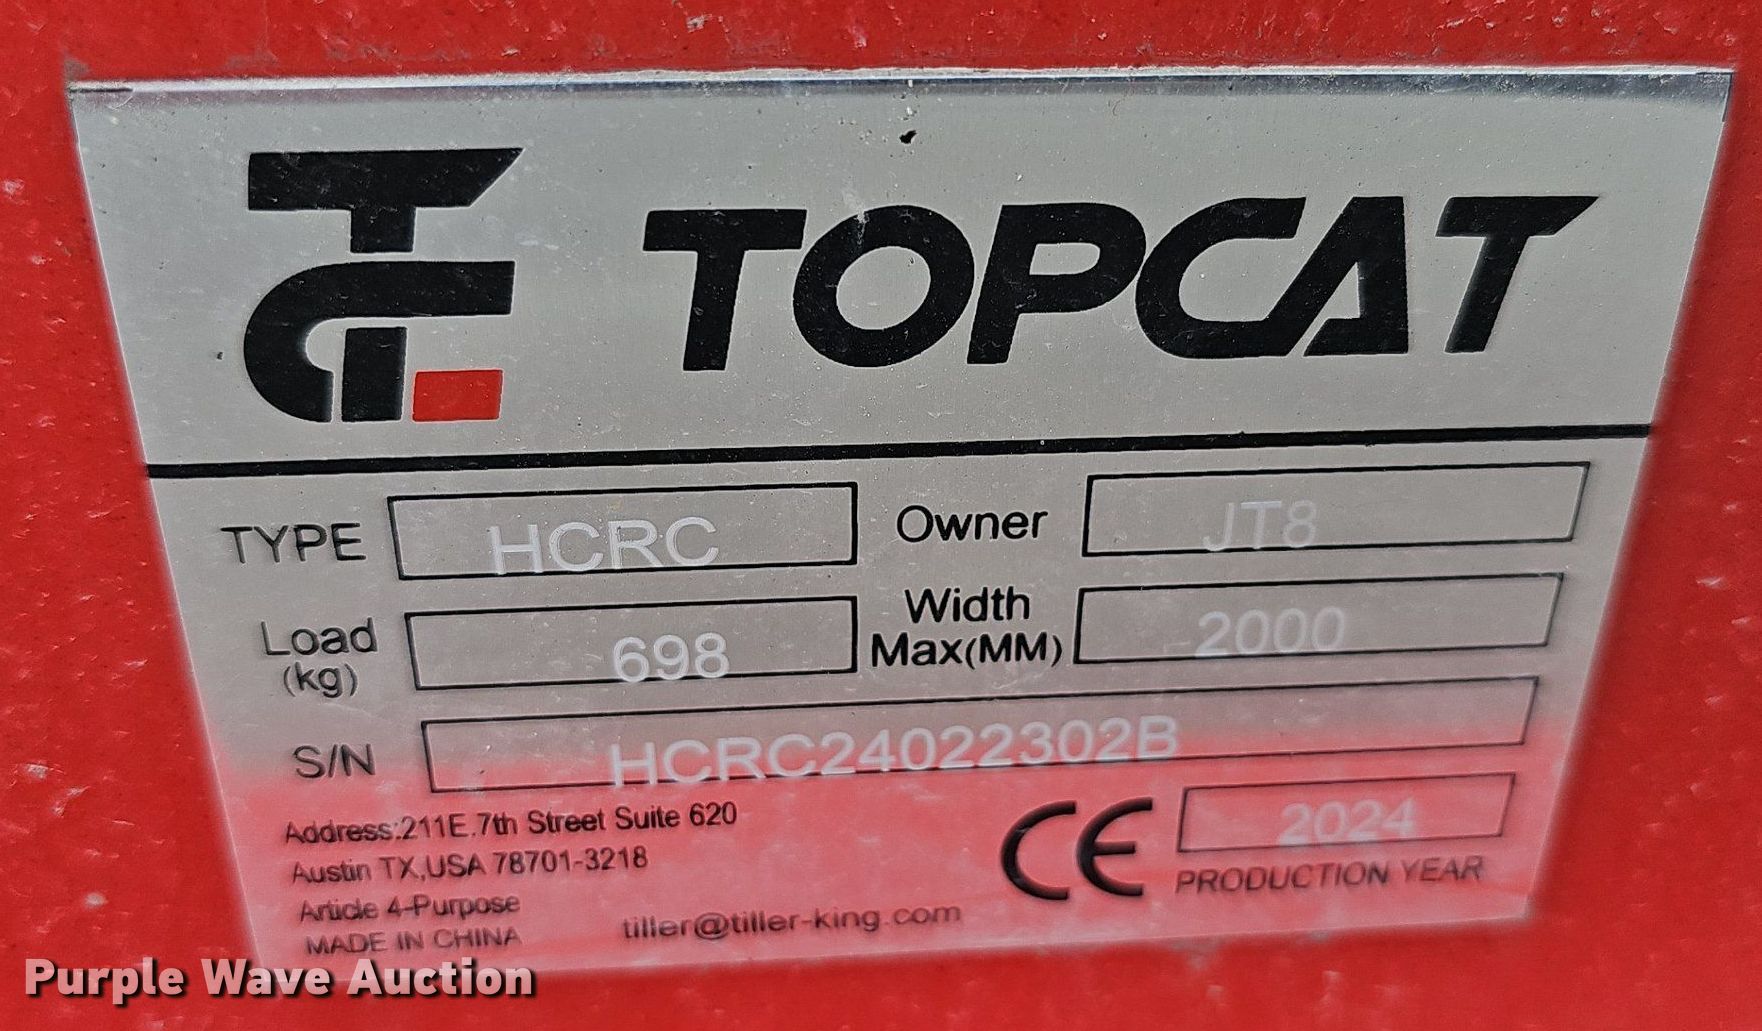 TOPCAT
TYPE HCRC Owner JT8
Load (kg) 698 Width Max(MM) 2000
S/N HCRC24022302B
Address:211E.7th Street Suite 620
Austin TX,USA 78701-3218
Article 4-Purpose
MADE IN CHINA
tiller@tiller-king.com
CE 2024
PRODUCTION YEAR
Purple Wave Auction